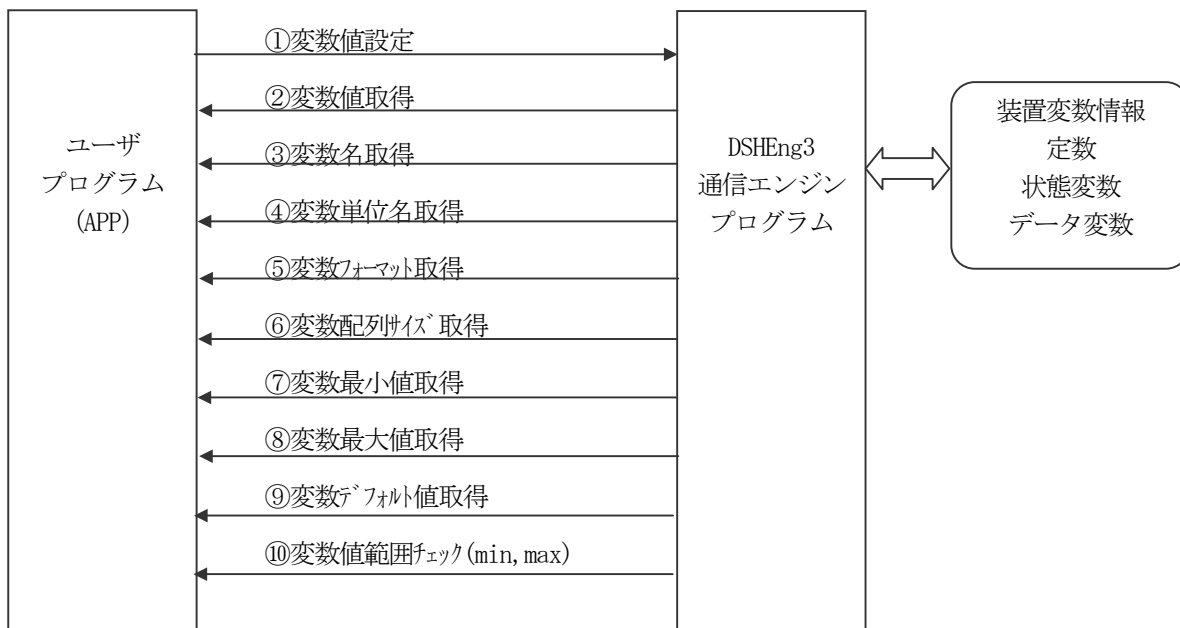 ①変数値設定
②変数値取得
③変数名取得
④変数単位名取得
⑤変数フォーマット取得
⑥変数配列サイズ取得
⑦変数最小値取得
⑧変数最大値取得
⑨変数デフォルト値取得
⑩変数値範囲チェック(min,max)
ユーザ
プログラム
(APP)
DSHEng3
通信エンジン
プログラム
装置変数情報
定数
状態変数
データ変数